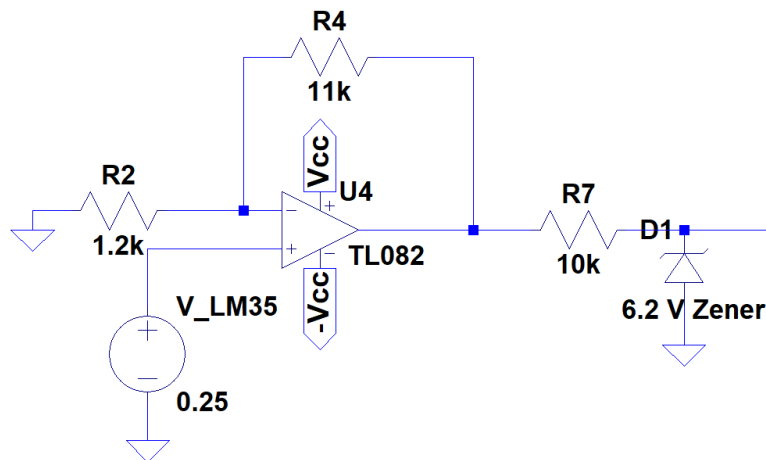 R4
11k
Vcc
R2
U4
1.2k
−
+
+
−
TL082
R7
10k
D1
-Vcc
V_LM35
+
−
0.25
6.2 V Zener